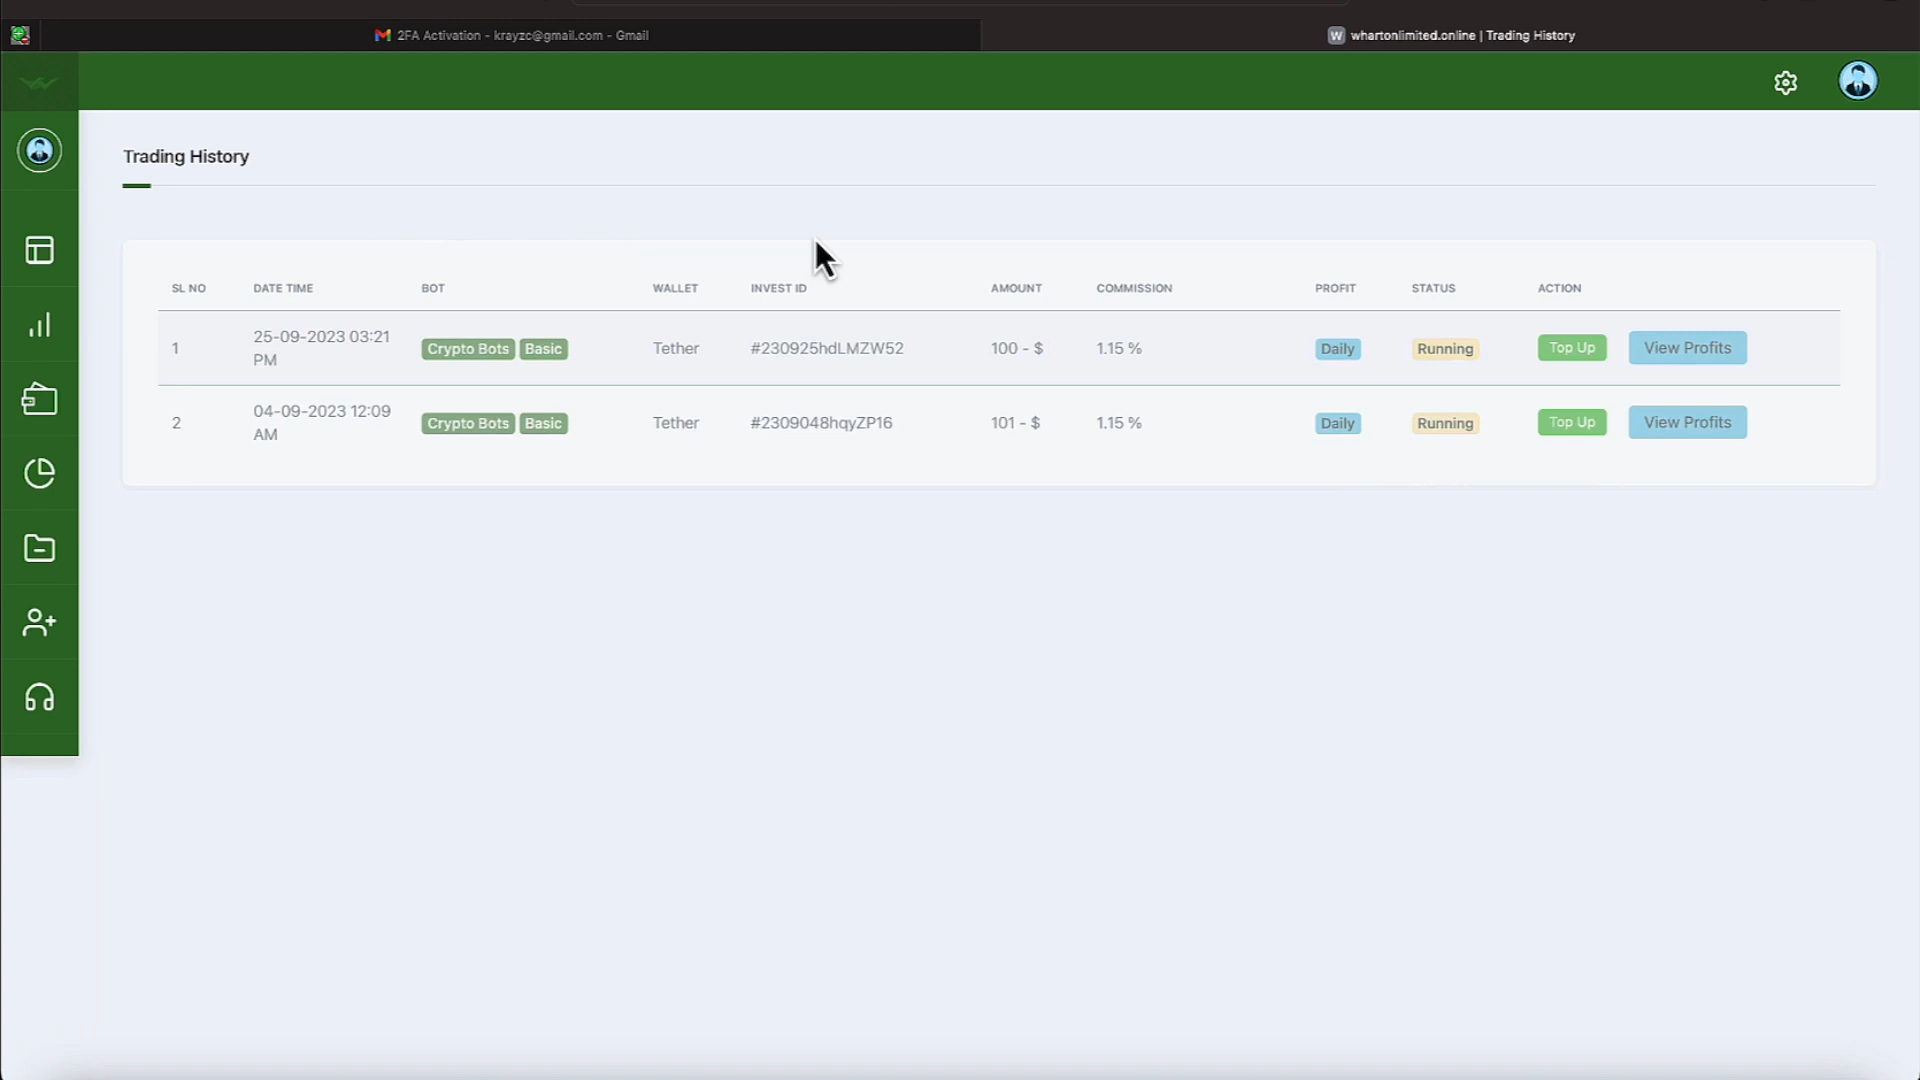 2FA Activation - krayzc@gmail.com - Gmail
W whartonlimited.online | Trading History
Trading History
SL NO DATE TIME BOT WALLET INVEST ID AMOUNT COMMISSION PROFIT STATUS ACTION
1 25-09-2023 03:21 PM Crypto Bots Basic Tether #230925hdLMZW52 100 - $ 1.15 % Daily Running Top Up View Profits
2 04-09-2023 12:09 AM Crypto Bots Basic Tether #2309048hqyZP16 101 - $ 1.15 % Daily Running Top Up View Profits